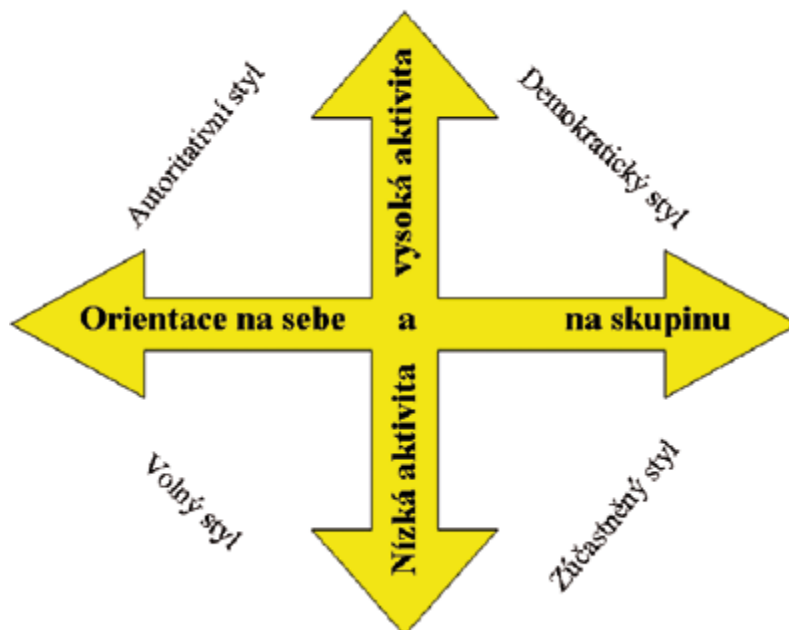 Autoritativní styl
Demokratický styl
vysoká aktivita
Orientace na sebe a na skupinu
Nízká aktivita
Volný styl
Zúčastněný styl